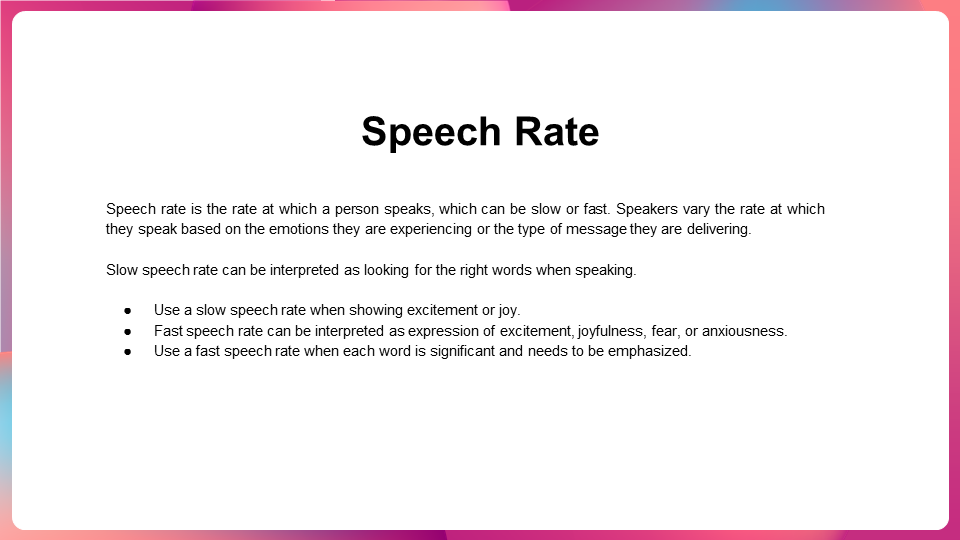 Speech Rate
Speech rate is the rate at which a person speaks, which can be slow or fast. Speakers vary the rate at which
they speak based on the emotions they are experiencing or the type of message they are delivering.
Slow speech rate can be interpreted as looking for the right words when speaking.
● Use a slow speech rate when showing excitement or joy.
● Fast speech rate can be interpreted as expression of excitement, joyfulness, fear, or anxiousness.
● Use a fast speech rate when each word is significant and needs to be emphasized.